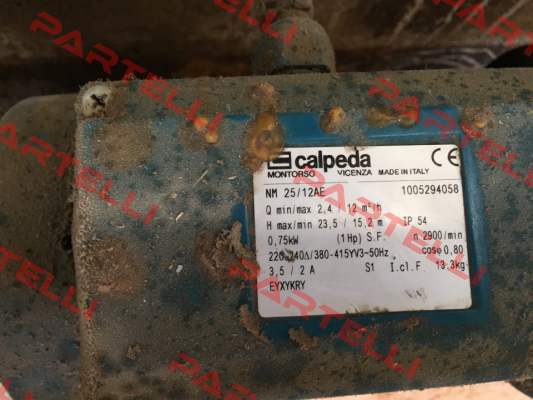 PARTELLI
PARTELLI
PARTELLI
PARTELLI
PARTELLI
calpeda CE
MONTORSO VICENZA MADE IN ITALY
NM 25/12AE 1005294058
Q min/max 2,4 / 12 m³/h
H max/min 23,5 / 15,2 m IP 54
0,75kW (1Hp) S.F. n 2900/min
220-240Δ/380-415YV3~50Hz cosφ 0,80
3,5 / 2 A S1 I.cl.F 13,3kg
EYXYKRY